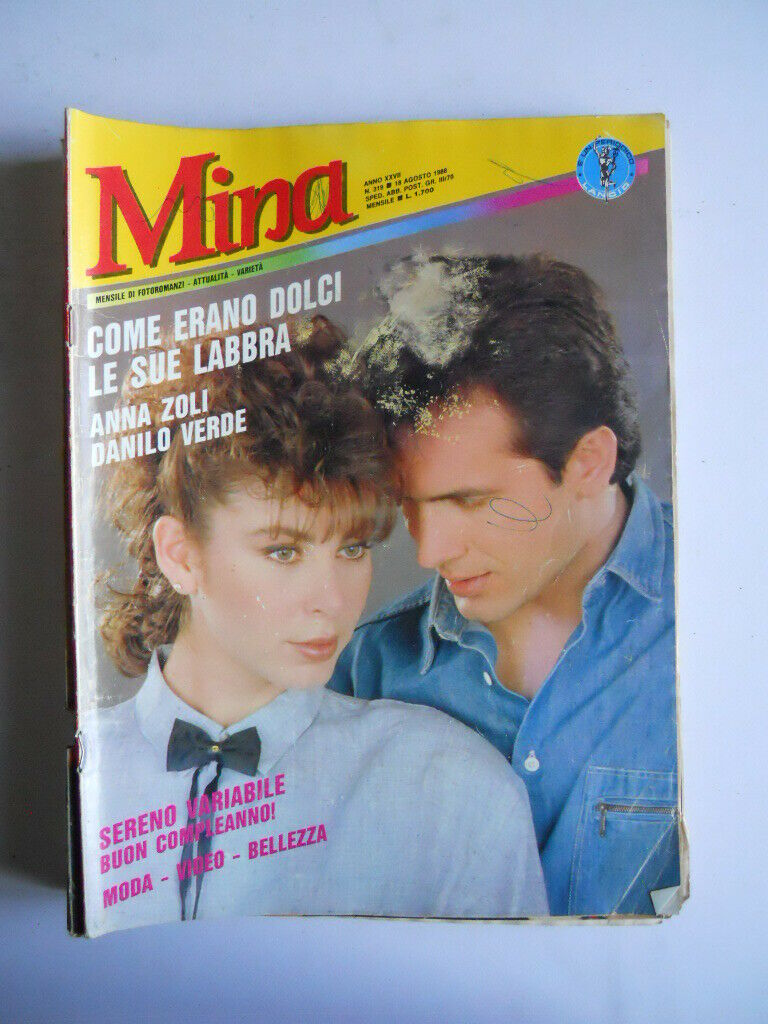 Mina
ANNO XXVII
N. 319 ■ 18 AGOSTO 1986
SPED. ABB. POST. GR. III/70
MENSILE ■ L. 1.700
MENSILE DI FOTOROMANZI - ATTUALITÀ - VARIETÀ
LANCIO
COME ERANO DOLCI
LE SUE LABBRA
ANNA ZOLI
DANILO VERDE
SERENO VARIABILE
BUON COMPLEANNO!
MODA - VIDEO - BELLEZZA